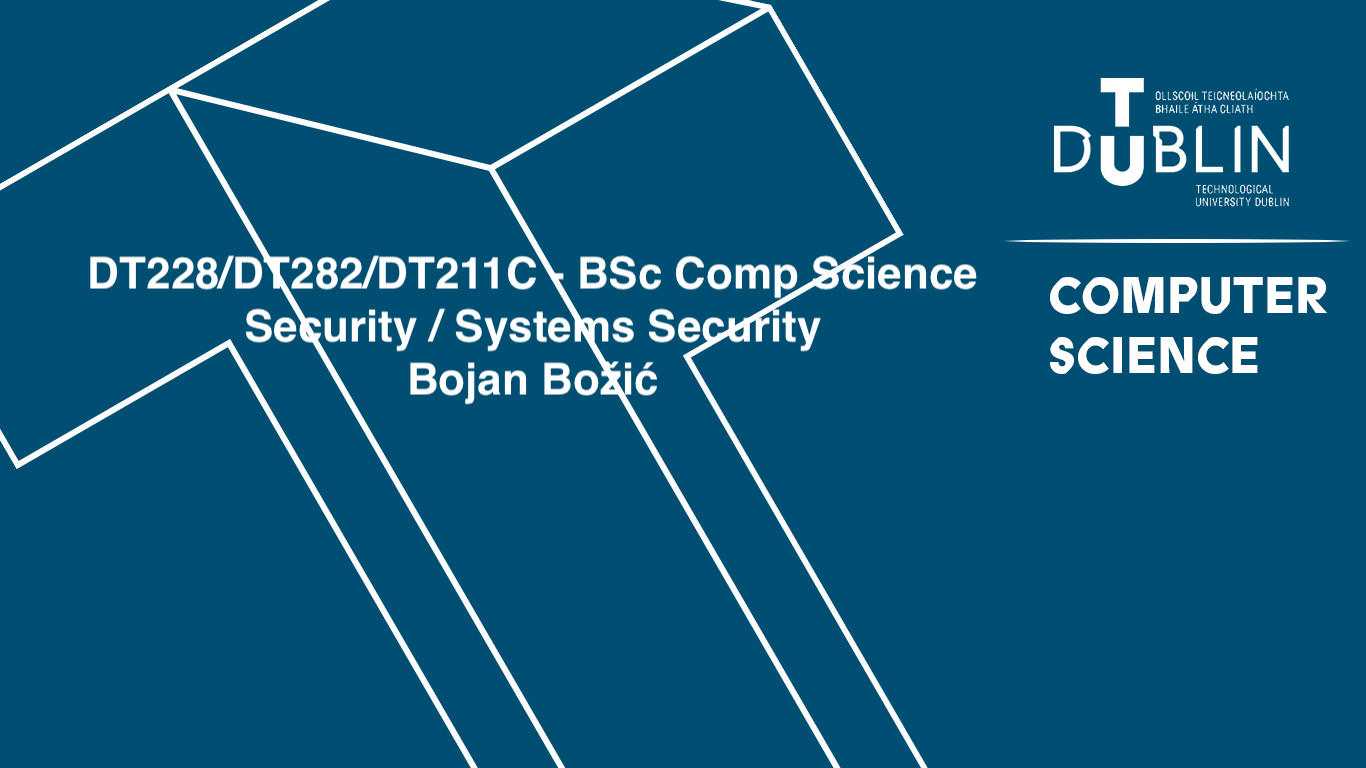 DT228/DT282/DT211C - BSc Comp Science
Security / Systems Security
Bojan Božić
OLLSCOIL TEICNEOLAÍOCHTA
BHAILE ÁTHA CLIATH
TU DUBLIN
TECHNOLOGICAL
UNIVERSITY DUBLIN
COMPUTER
SCIENCE